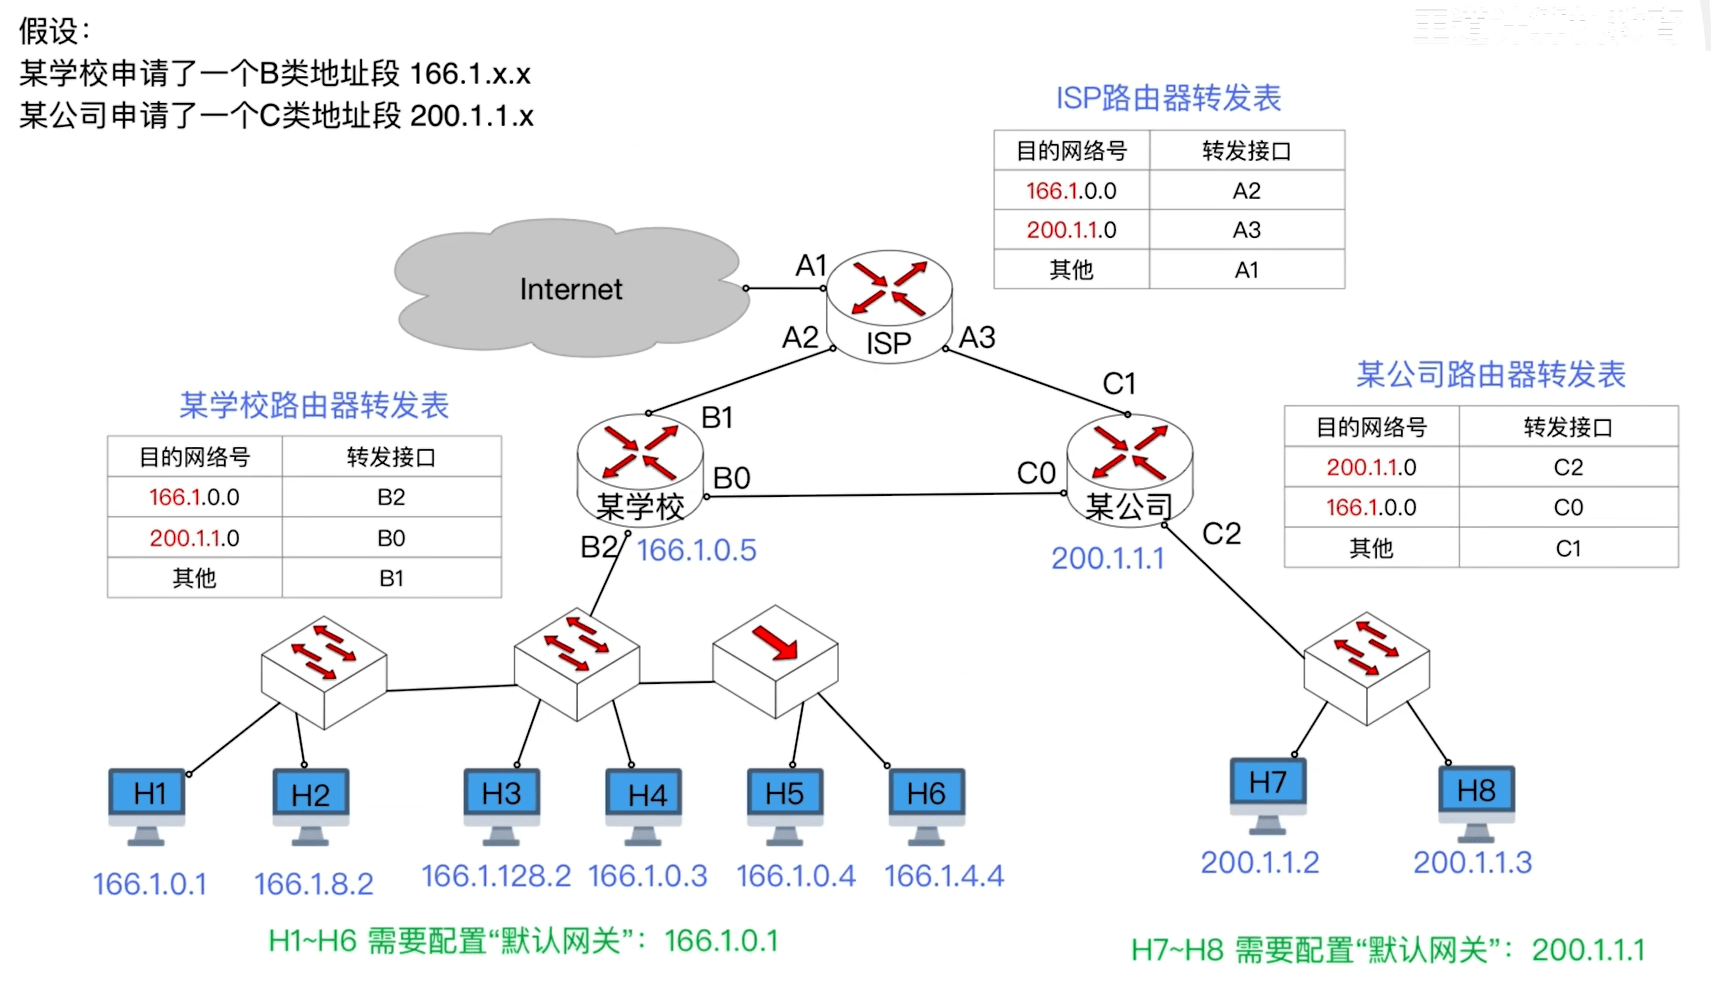 假设：
某学校申请了一个B类地址段 166.1.x.x
某公司申请了一个C类地址段 200.1.1.x
ISP路由器转发表
目的网络号 转发接口
166.1.0.0 A2
200.1.1.0 A3
其他 A1
Internet
A1
A2
ISP
A3
某学校路由器转发表
目的网络号 转发接口
166.1.0.0 B2
200.1.1.0 B0
其他 B1
某公司路由器转发表
目的网络号 转发接口
200.1.1.0 C2
166.1.0.0 C0
其他 C1
B1
B0
某学校
B2
166.1.0.5
C1
C0
某公司
C2
200.1.1.1
H1
H2
H3
H4
H5
H6
H7
H8
166.1.0.1
166.1.8.2
166.1.128.2
166.1.0.3
166.1.0.4
166.1.4.4
200.1.1.2
200.1.1.3
H1~H6 需要配置“默认网关”：166.1.0.1
H7~H8 需要配置“默认网关”：200.1.1.1